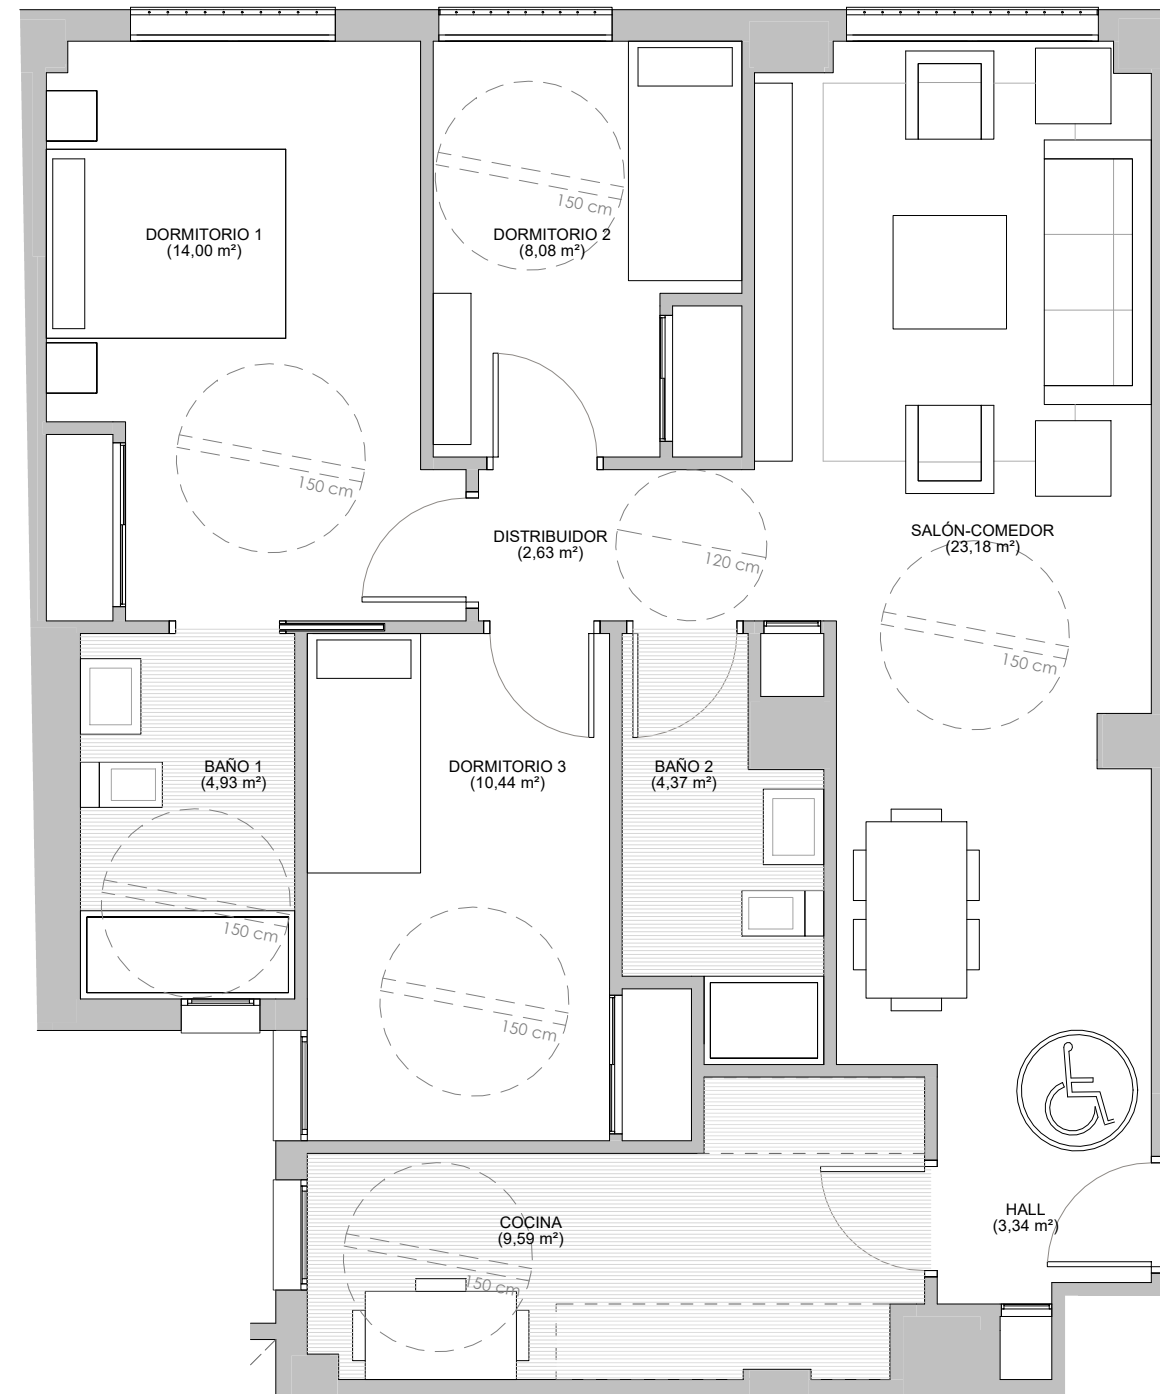 150 cm
DORMITORIO 1
(14,00 m²)
DORMITORIO 2
(8,08 m²)
150 cm
DISTRIBUIDOR
(2,63 m²)
120 cm
SALÓN-COMEDOR
(23,18 m²)
150 cm
BAÑO 1
(4,93 m²)
DORMITORIO 3
(10,44 m²)
BAÑO 2
(4,37 m²)
150 cm
150 cm
HALL
(3,34 m²)
COCINA
(9,59 m²)
150 cm